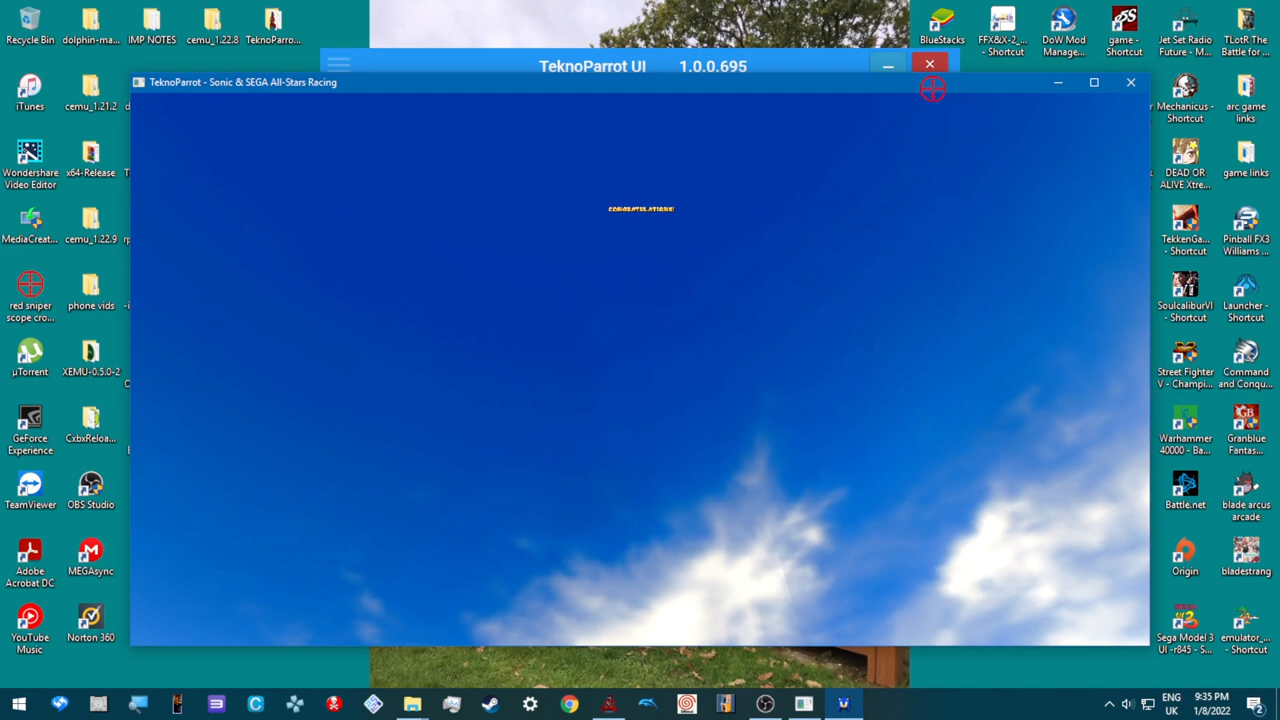 Recycle Bin
dolphin-ma...
IMP NOTES
cemu_1.22.8
TeknoParro...
BlueStacks
FFX&X-2_...
- Shortcut
DoW Mod
Manage...
game -
Shortcut
Jet Set Radio
Future - M...
TLotR The
Battle for ...
TeknoParrot UI 1.0.0.695
TeknoParrot - Sonic & SEGA All-Stars Racing
CONGRATULATIONS!
iTunes
cemu_1.21.2
Mechanicus -
Shortcut
arc game
links
Wondershare
Video Editor
x64-Release
DEAD OR
ALIVE Xtre...
game links
MediaCreat...
cemu_1.22.9
TekkenGa...
- Shortcut
Pinball FX3
Williams ...
red sniper
scope cro...
phone vids
SoulcaliburVI
- Shortcut
Launcher -
Shortcut
µTorrent
XEMU-0.5.0-2
Street Fighter
V - Champi...
Command
and Conqu...
GeForce
Experience
CxbxReloa...
Warhammer
40000 - Ba...
Granblue
Fantas...
TeamViewer
OBS Studio
Battle.net
blade arcus
arcade
Adobe
Acrobat DC
MEGAsync
Origin
bladestrang
YouTube
Music
Norton 360
Sega Model 3
UI -r845 - S...
emulator_...
- Shortcut
ENG
UK
9:35 PM
1/8/2022
2